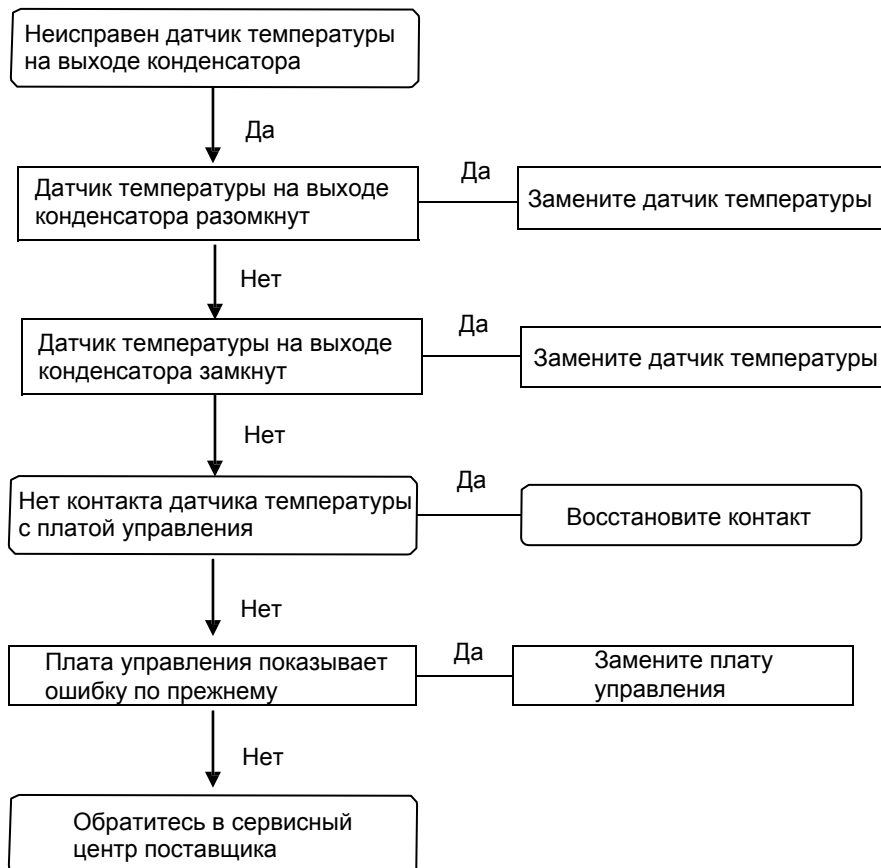 Неисправен датчик температуры
на выходе конденсатора
Да
Датчик температуры на выходе
конденсатора разомкнут
Да
Замените датчик температуры
Нет
Датчик температуры на выходе
конденсатора замкнут
Да
Замените датчик температуры
Нет
Нет контакта датчика температуры
с платой управления
Да
Восстановите контакт
Нет
Плата управления показывает
ошибку по прежнему
Да
Замените плату
управления
Нет
Обратитесь в сервисный
центр поставщика